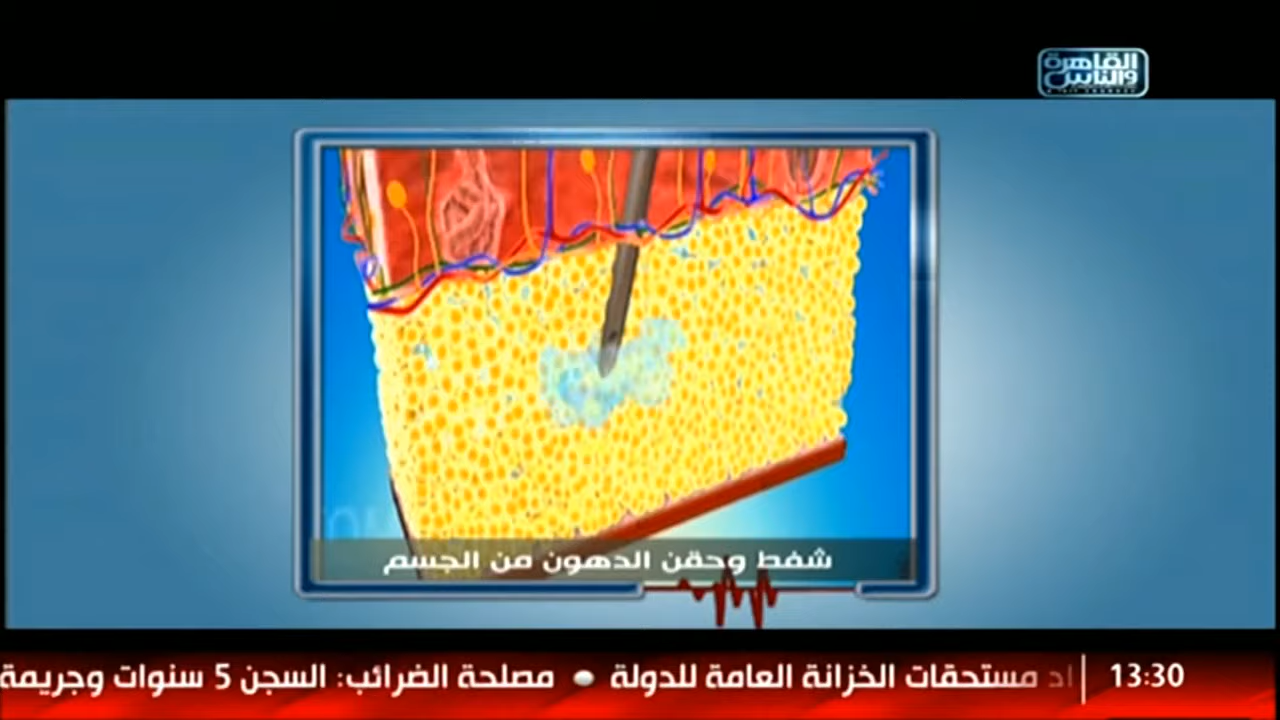 القاهرة
والناس
شفط وحقن الدهون من الجسم
13:30
مستحقات الخزانة العامة للدولة ● مصلحة الضرائب: السجن 5 سنوات وجريمة